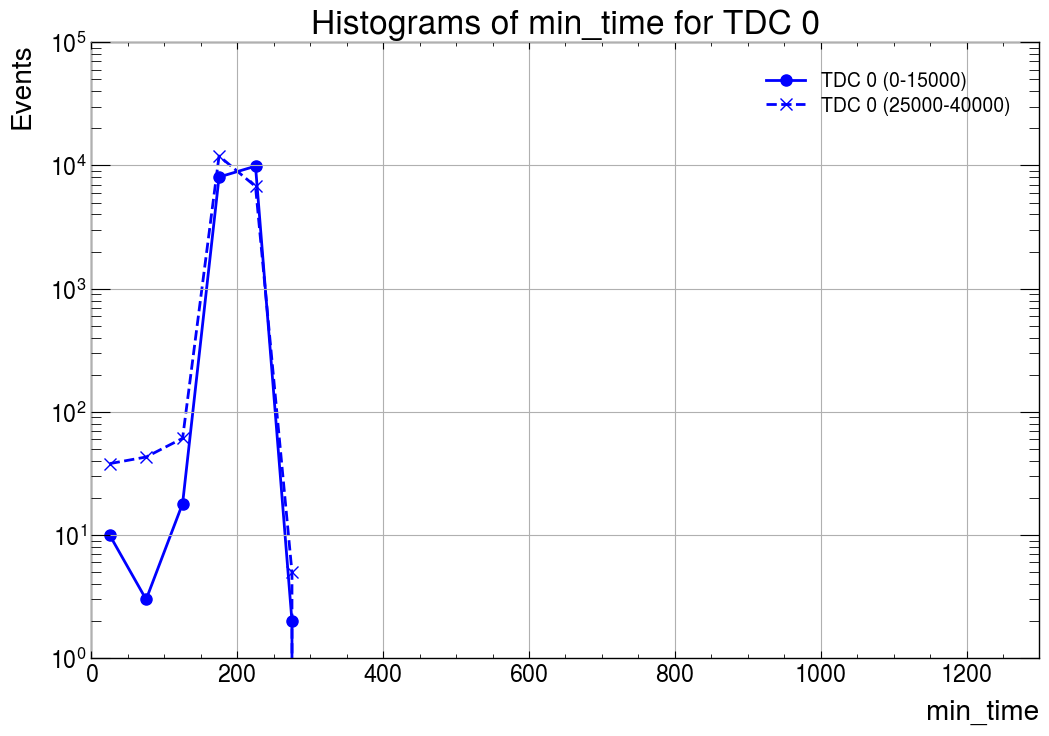 Histograms of min_time for TDC 0
Events
10^5
10^4
10^3
10^2
10^1
10^0
TDC 0 (0-15000)
TDC 0 (25000-40000)
0 200 400 600 800 1000 1200
min_time